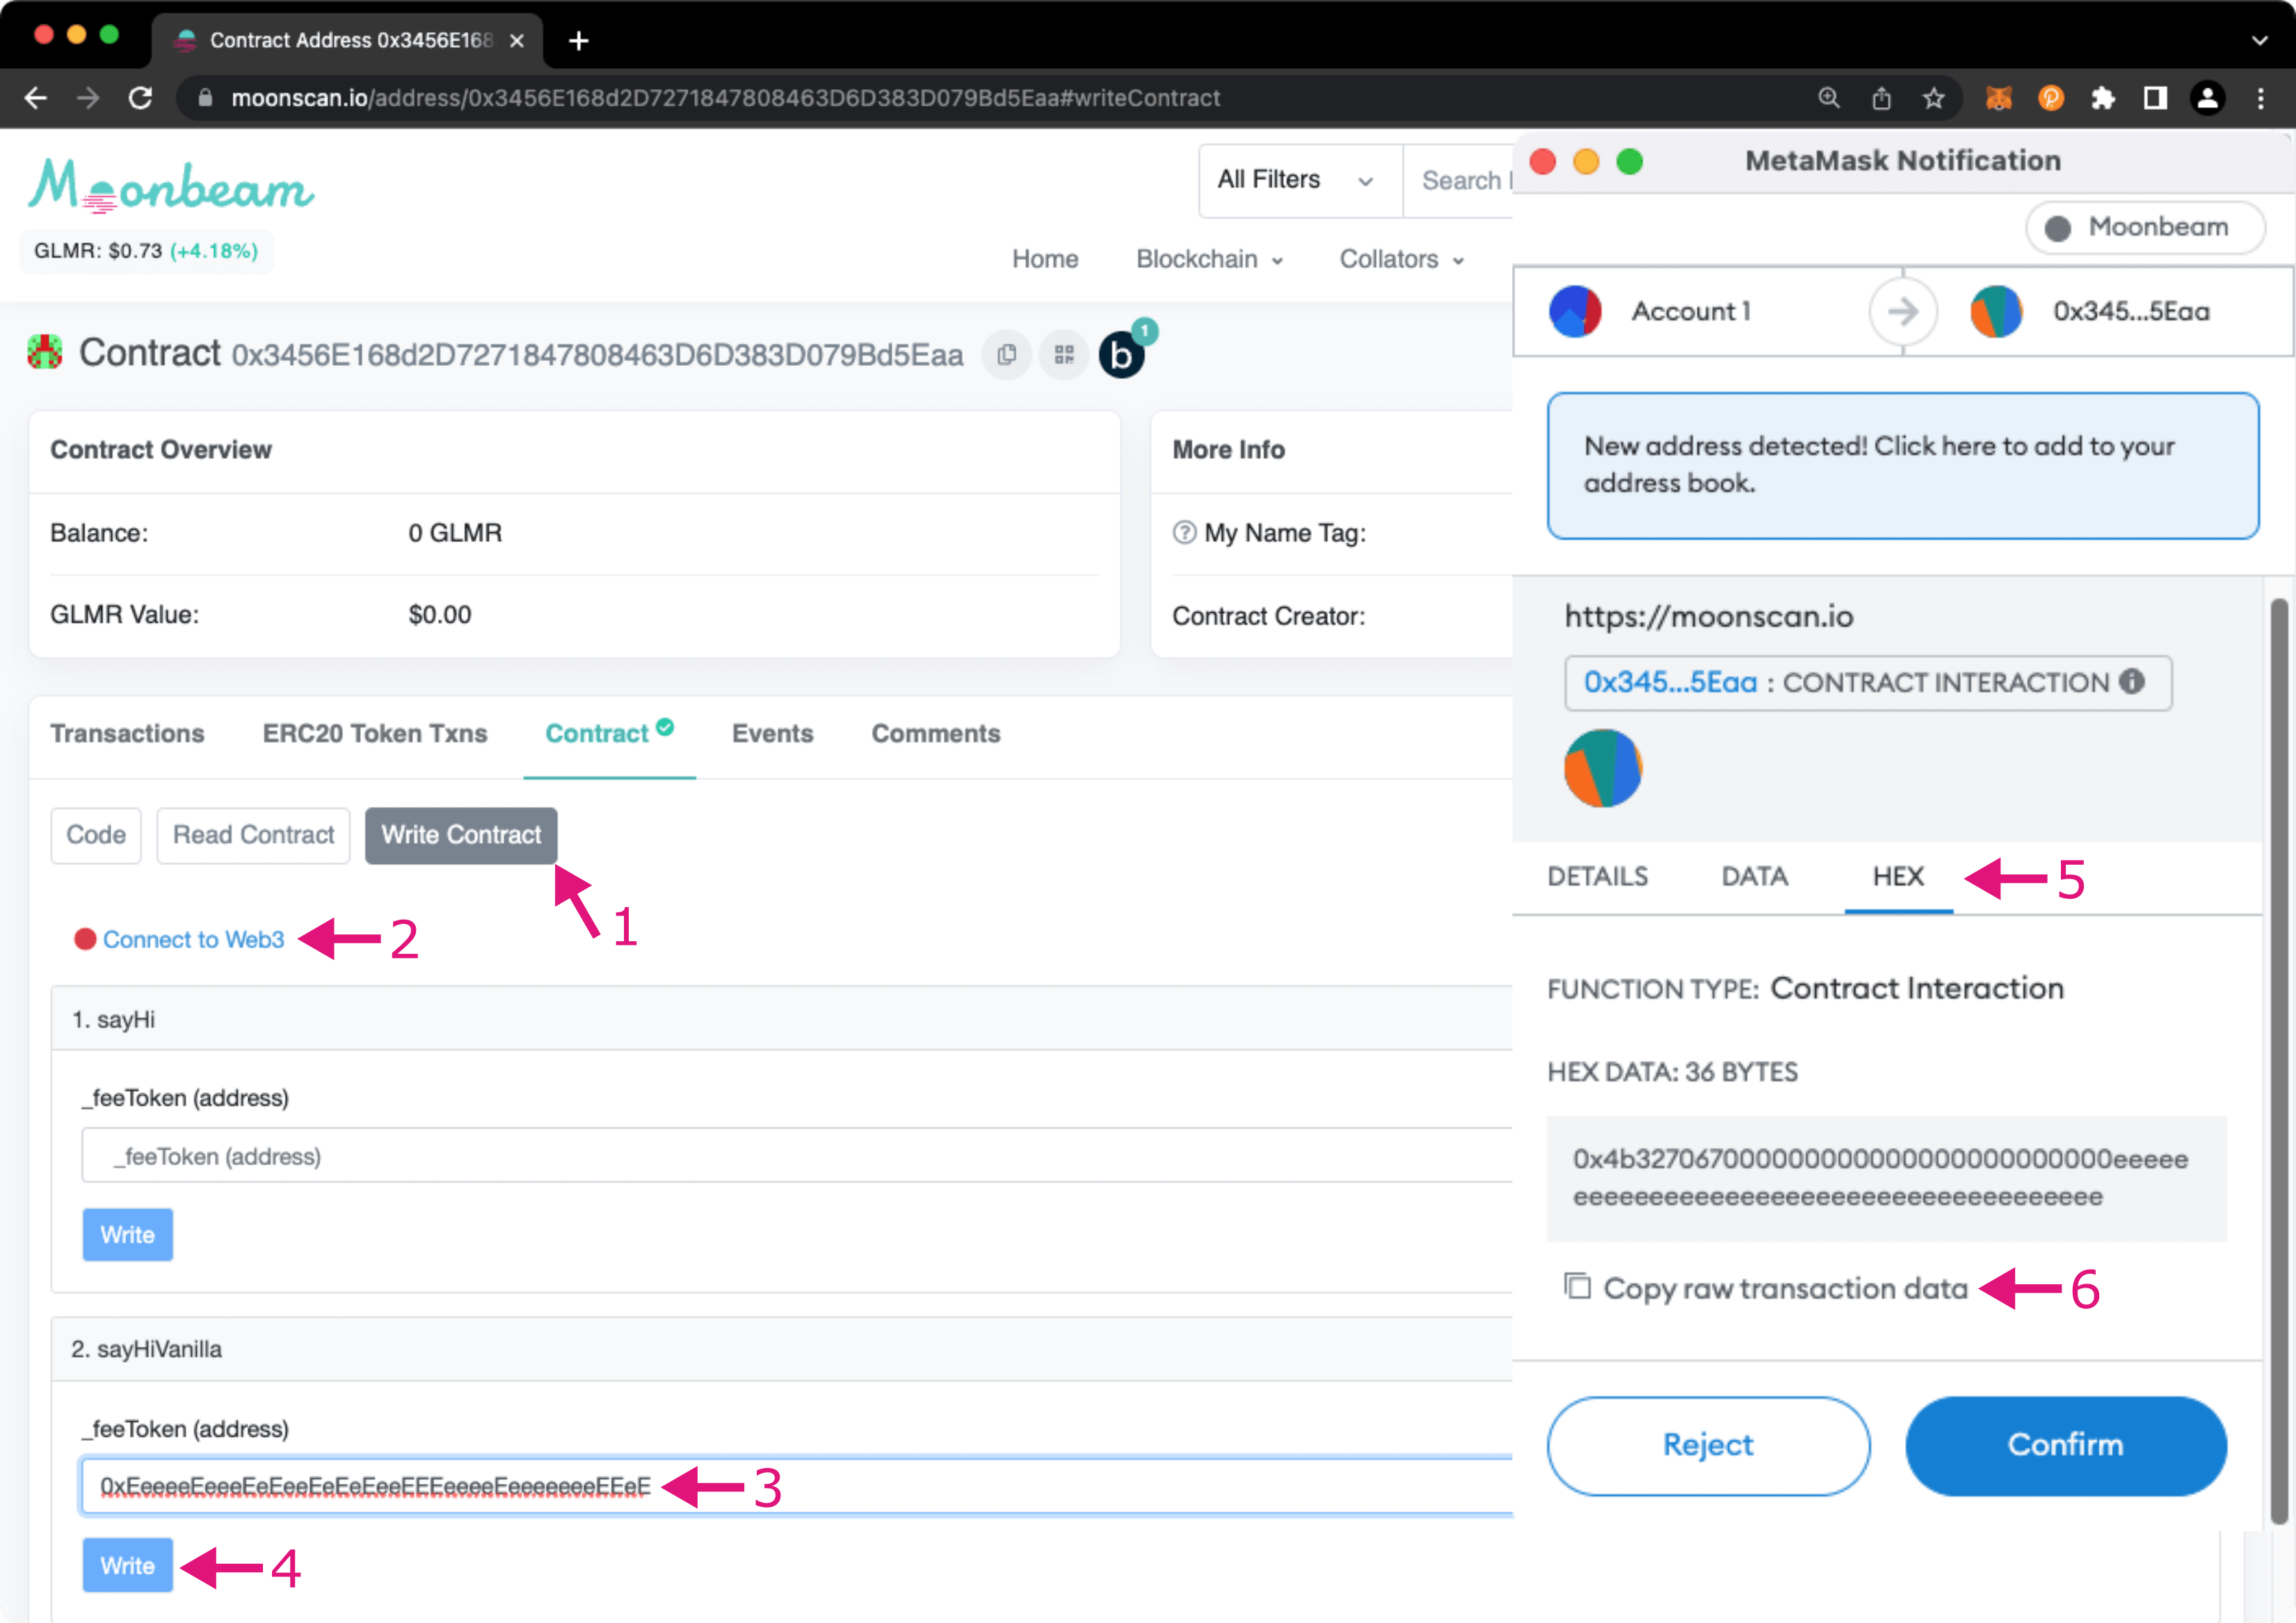 Contract Address 0x3456E168
moonscan.io/address/0x3456E168d2D7271847808463D6D383D079Bd5Eaa#writeContract
Moonbeam
All Filters
Search
GLMR: $0.73 (+4.18%)
Home
Blockchain
Collators
Contract 0x3456E168d2D7271847808463D6D383D079Bd5Eaa
b
1
Contract Overview
Balance:
0 GLMR
GLMR Value:
$0.00
More Info
My Name Tag:
Contract Creator:
Transactions
ERC20 Token Txns
Contract
Events
Comments
Code
Read Contract
Write Contract
1
Connect to Web3
2
1. sayHi
_feeToken (address)
_feeToken (address)
Write
2. sayHiVanilla
_feeToken (address)
0xEeeeeEeeeEeEeeEeEeEeeEEEeeeeEeeeeeeeEEeE
3
Write
4
MetaMask Notification
Moonbeam
Account 1
0x345...5Eaa
New address detected! Click here to add to your
address book.
https://moonscan.io
0x345...5Eaa : CONTRACT INTERACTION
DETAILS
DATA
HEX
5
FUNCTION TYPE: Contract Interaction
HEX DATA: 36 BYTES
0x4b327067000000000000000000000000eeeee
eeeeeeeeeeeeeeeeeeeeeeeeeeeeeeeeeee
Copy raw transaction data
6
Reject
Confirm